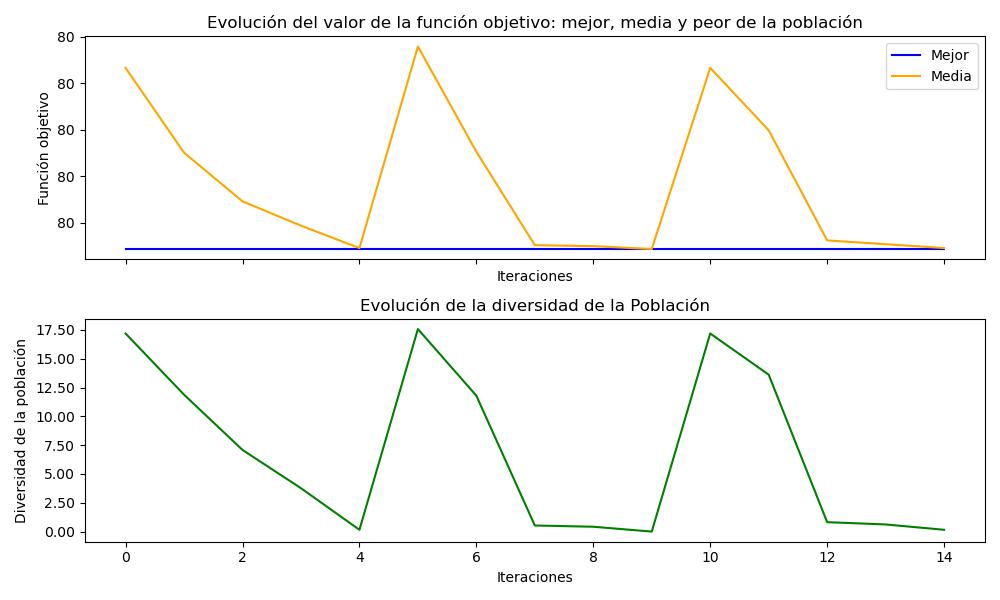 Evolución del valor de la función objetivo: mejor, media y peor de la población
80
80
80
80
80
Función objetivo
Mejor
Media
Iteraciones
Evolución de la diversidad de la Población
17.50
15.00
12.50
10.00
7.50
5.00
2.50
0.00
Diversidad de la población
0 2 4 6 8 10 12 14
Iteraciones